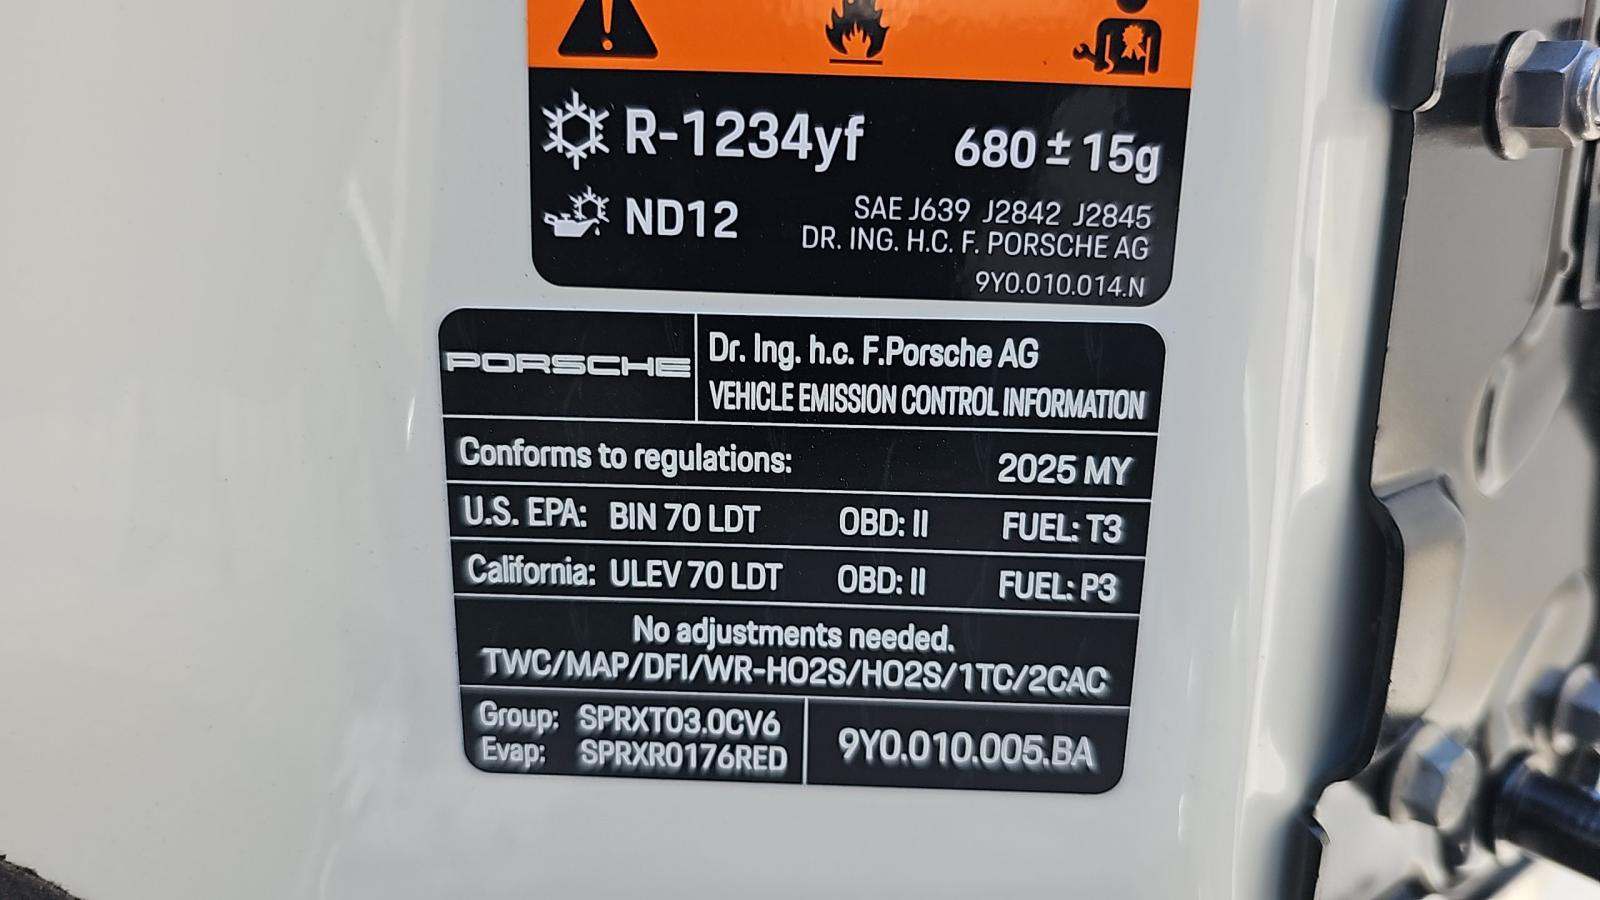 R-1234yf 680 ± 15g
ND12 SAE J639 J2842 J2845
DR. ING. H.C. F. PORSCHE AG
9Y0.010.014.N
PORSCHE Dr. Ing. h.c. F.Porsche AG
VEHICLE EMISSION CONTROL INFORMATION
Conforms to regulations: 2025 MY
U.S. EPA: BIN 70 LDT OBD: II FUEL: T3
California: ULEV 70 LDT OBD: II FUEL: P3
No adjustments needed.
TWC/MAP/DFI/WR-HO2S/HO2S/1TC/2CAC
Group: SPRXT03.0CV6
Evap: SPRXR0176RED
9Y0.010.005.BA